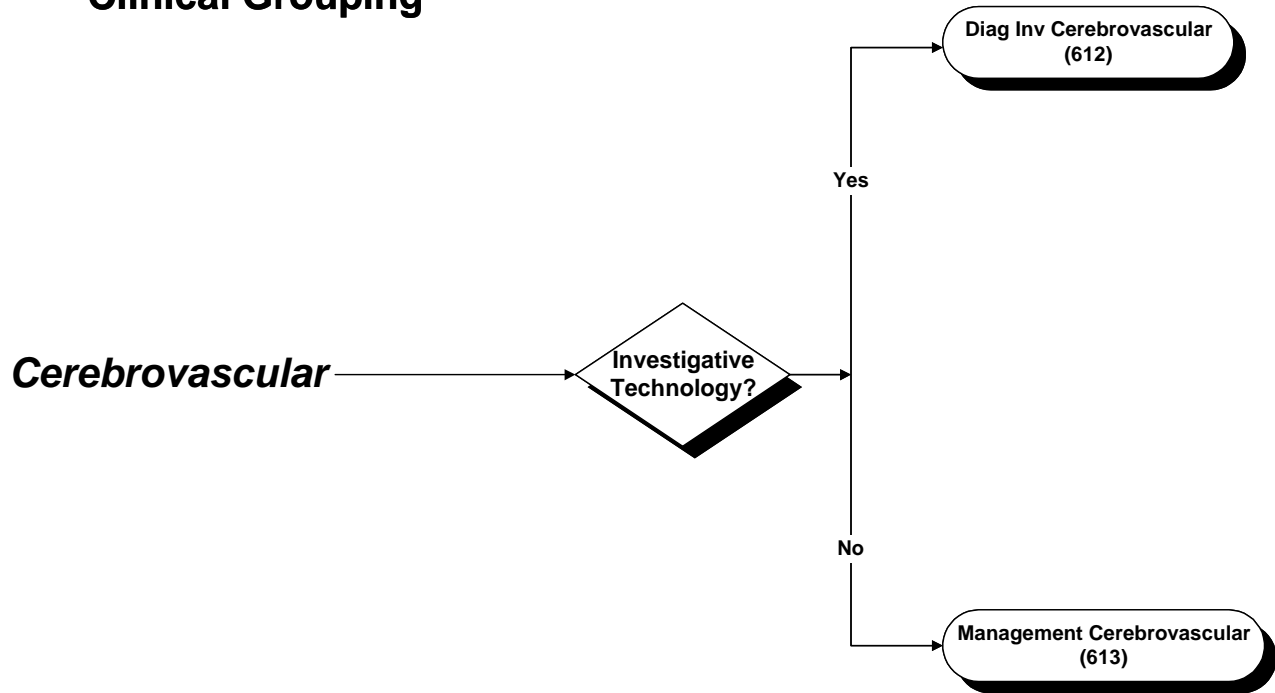 Clinical Grouping
Diag Inv Cerebrovascular
(612)
Yes
Cerebrovascular
Investigative
Technology?
No
Management Cerebrovascular
(613)